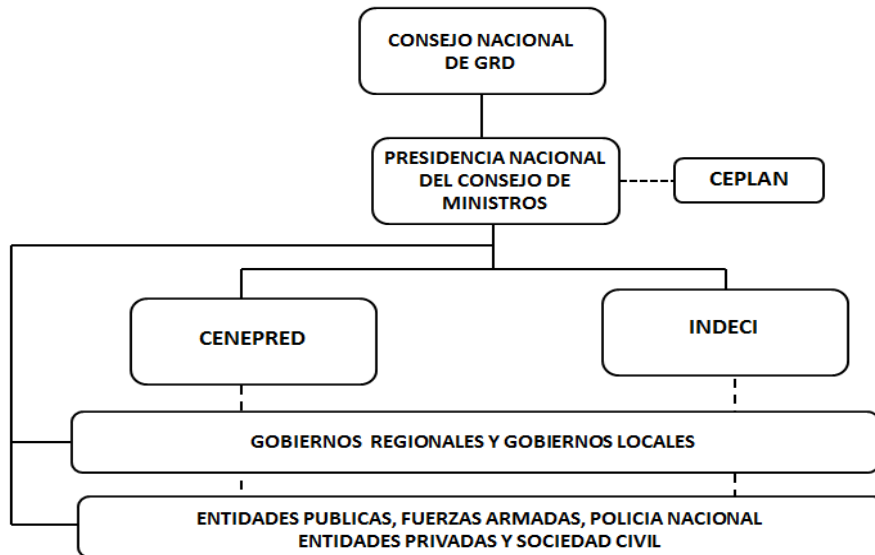 CONSEJO NACIONAL
DE GRD
PRESIDENCIA NACIONAL
DEL CONSEJO DE
MINISTROS
CEPLAN
CENEPRED
INDECI
GOBIERNOS REGIONALES Y GOBIERNOS LOCALES
ENTIDADES PUBLICAS, FUERZAS ARMADAS, POLICIA NACIONAL
ENTIDADES PRIVADAS Y SOCIEDAD CIVIL